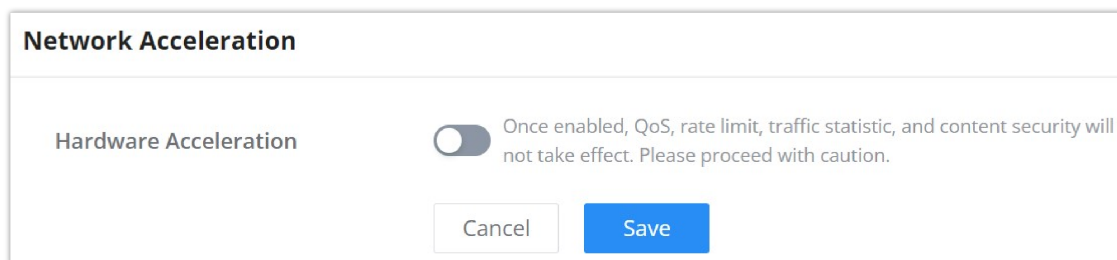 Network Acceleration
Hardware Acceleration
Once enabled, QoS, rate limit, traffic statistic, and content security will
not take effect. Please proceed with caution.
Cancel
Save